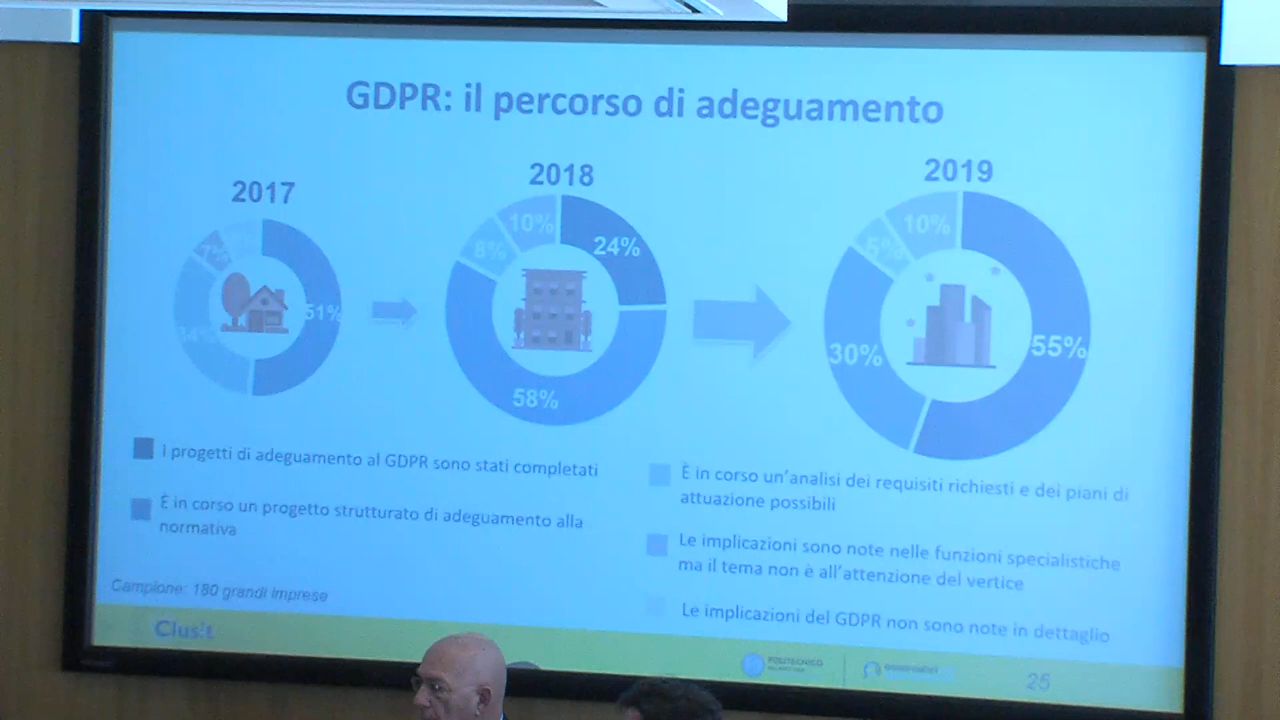 GDPR: il percorso di adeguamento
2017
2018
2019
51%
7%
24%
58%
8%
10%
55%
30%
5%
10%
I progetti di adeguamento al GDPR sono stati completati
È in corso un progetto strutturato di adeguamento alla
normativa
È in corso un'analisi dei requisiti richiesti e dei piani di
attuazione possibili
Le implicazioni sono note nelle funzioni specialistiche
ma il tema non è all'attenzione del vertice
Le implicazioni del GDPR non sono note in dettaglio
Campione: 180 grandi imprese
Clusit
POLITECNICO
25